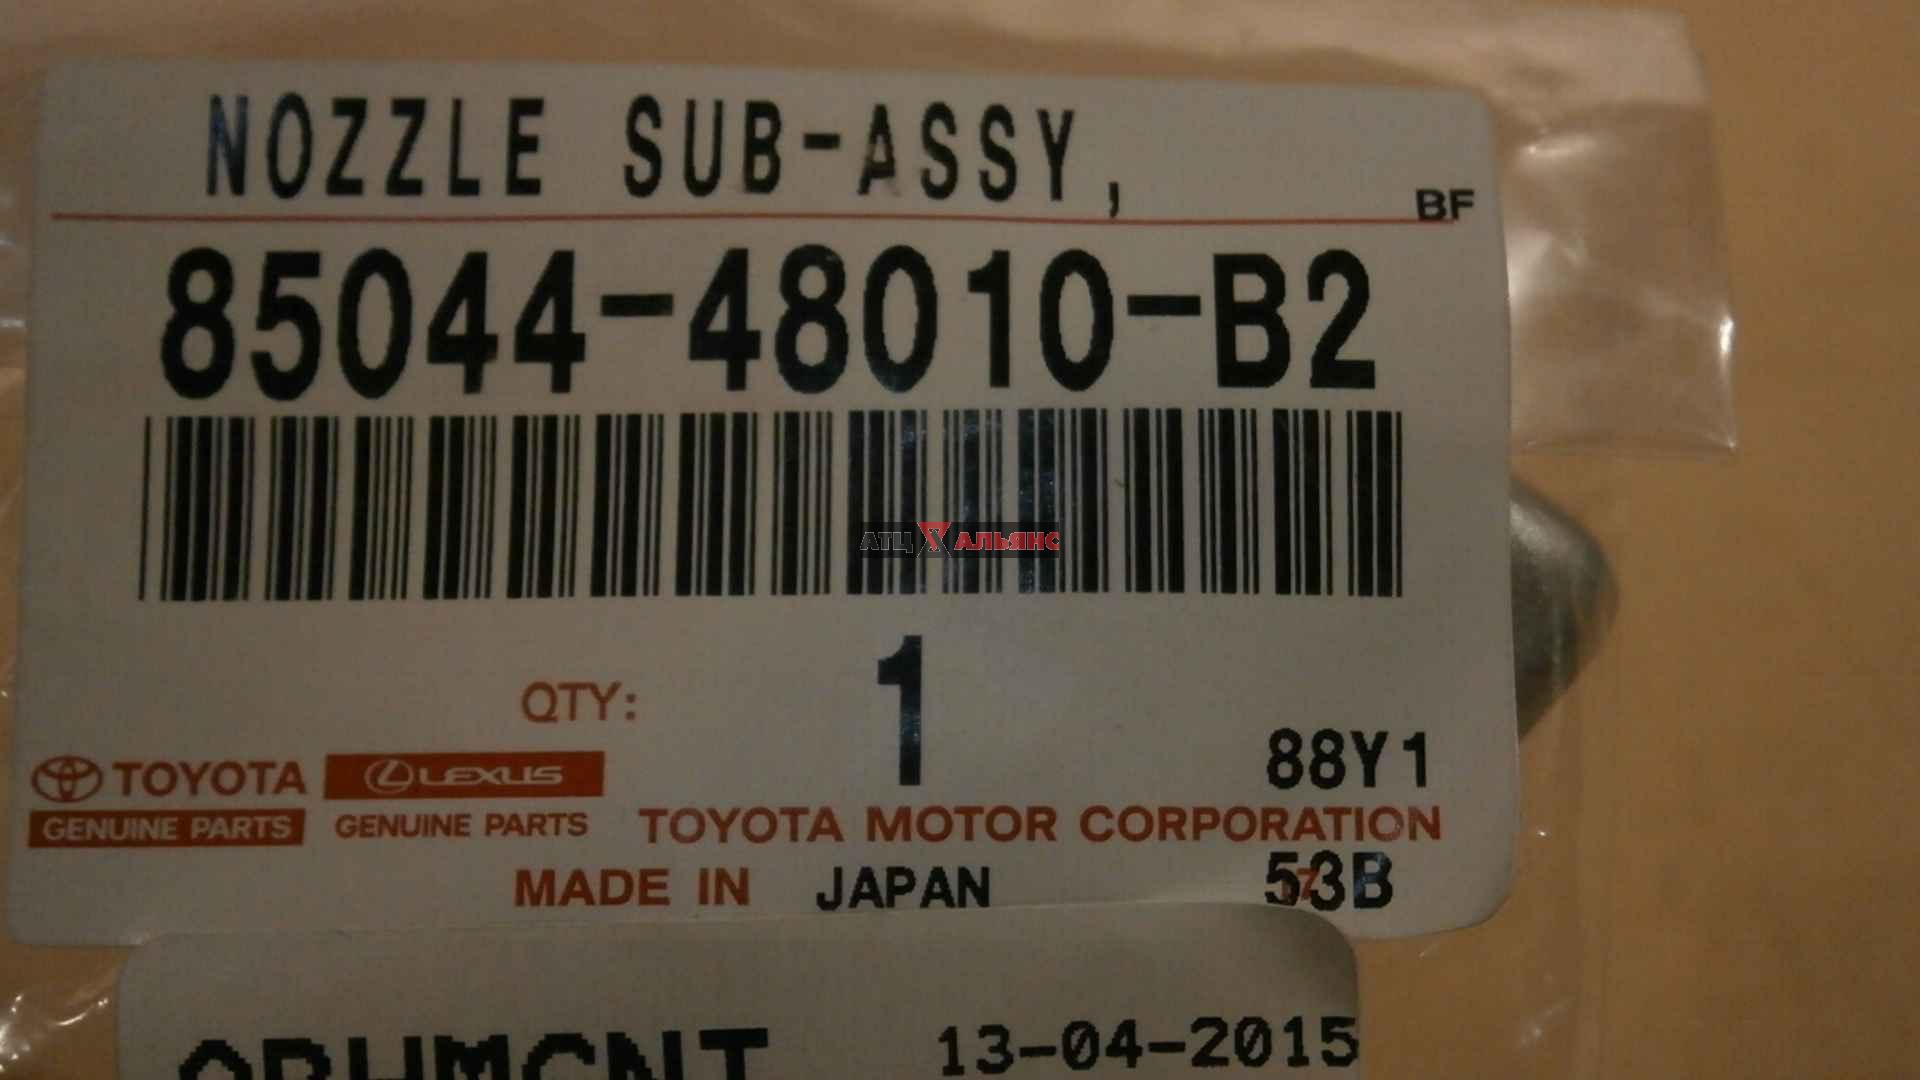 NOZZLE SUB-ASSY,
BF
85044-48010-B2
АТЦ АЛЬЯНС
QTY: 1
88Y1
TOYOTA LEXUS
GENUINE PARTS GENUINE PARTS TOYOTA MOTOR CORPORATION
MADE IN JAPAN 53B
13-04-2015